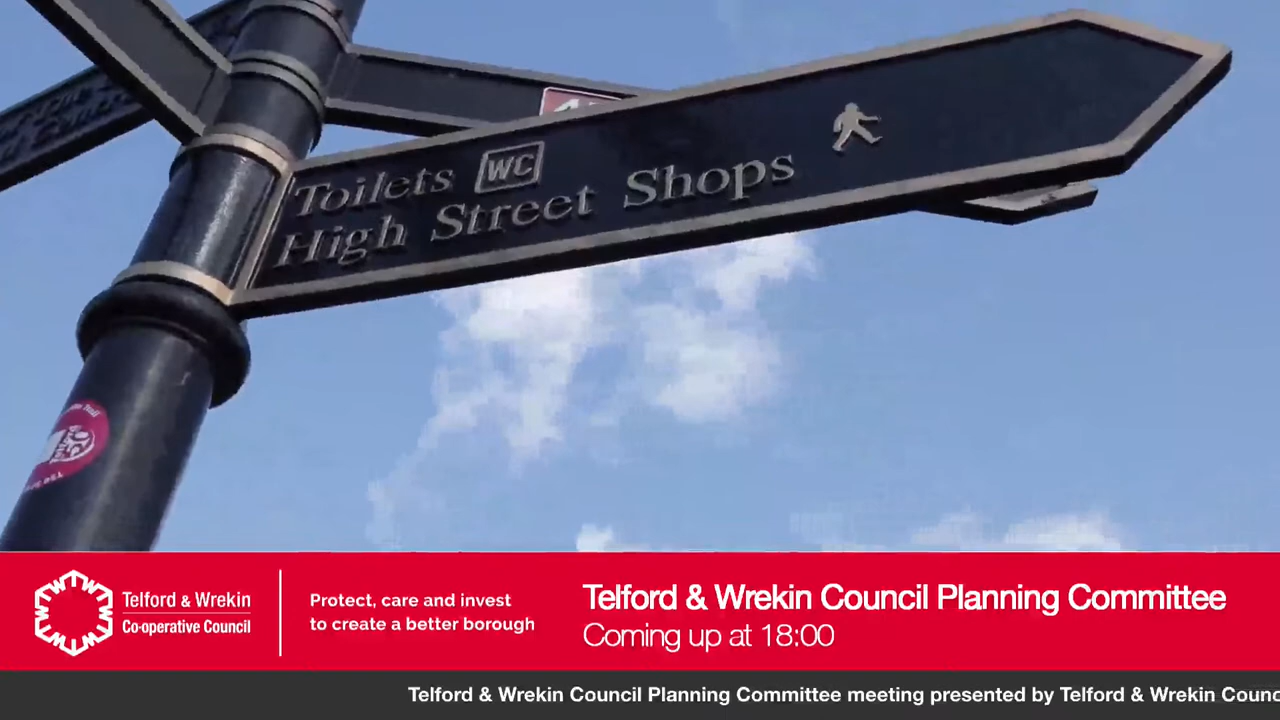 Toilets WC
High Street Shops
Telford & Wrekin
Co-operative Council
Protect, care and invest
to create a better borough
Telford & Wrekin Council Planning Committee
Coming up at 18:00
Telford & Wrekin Council Planning Committee meeting presented by Telford & Wrekin